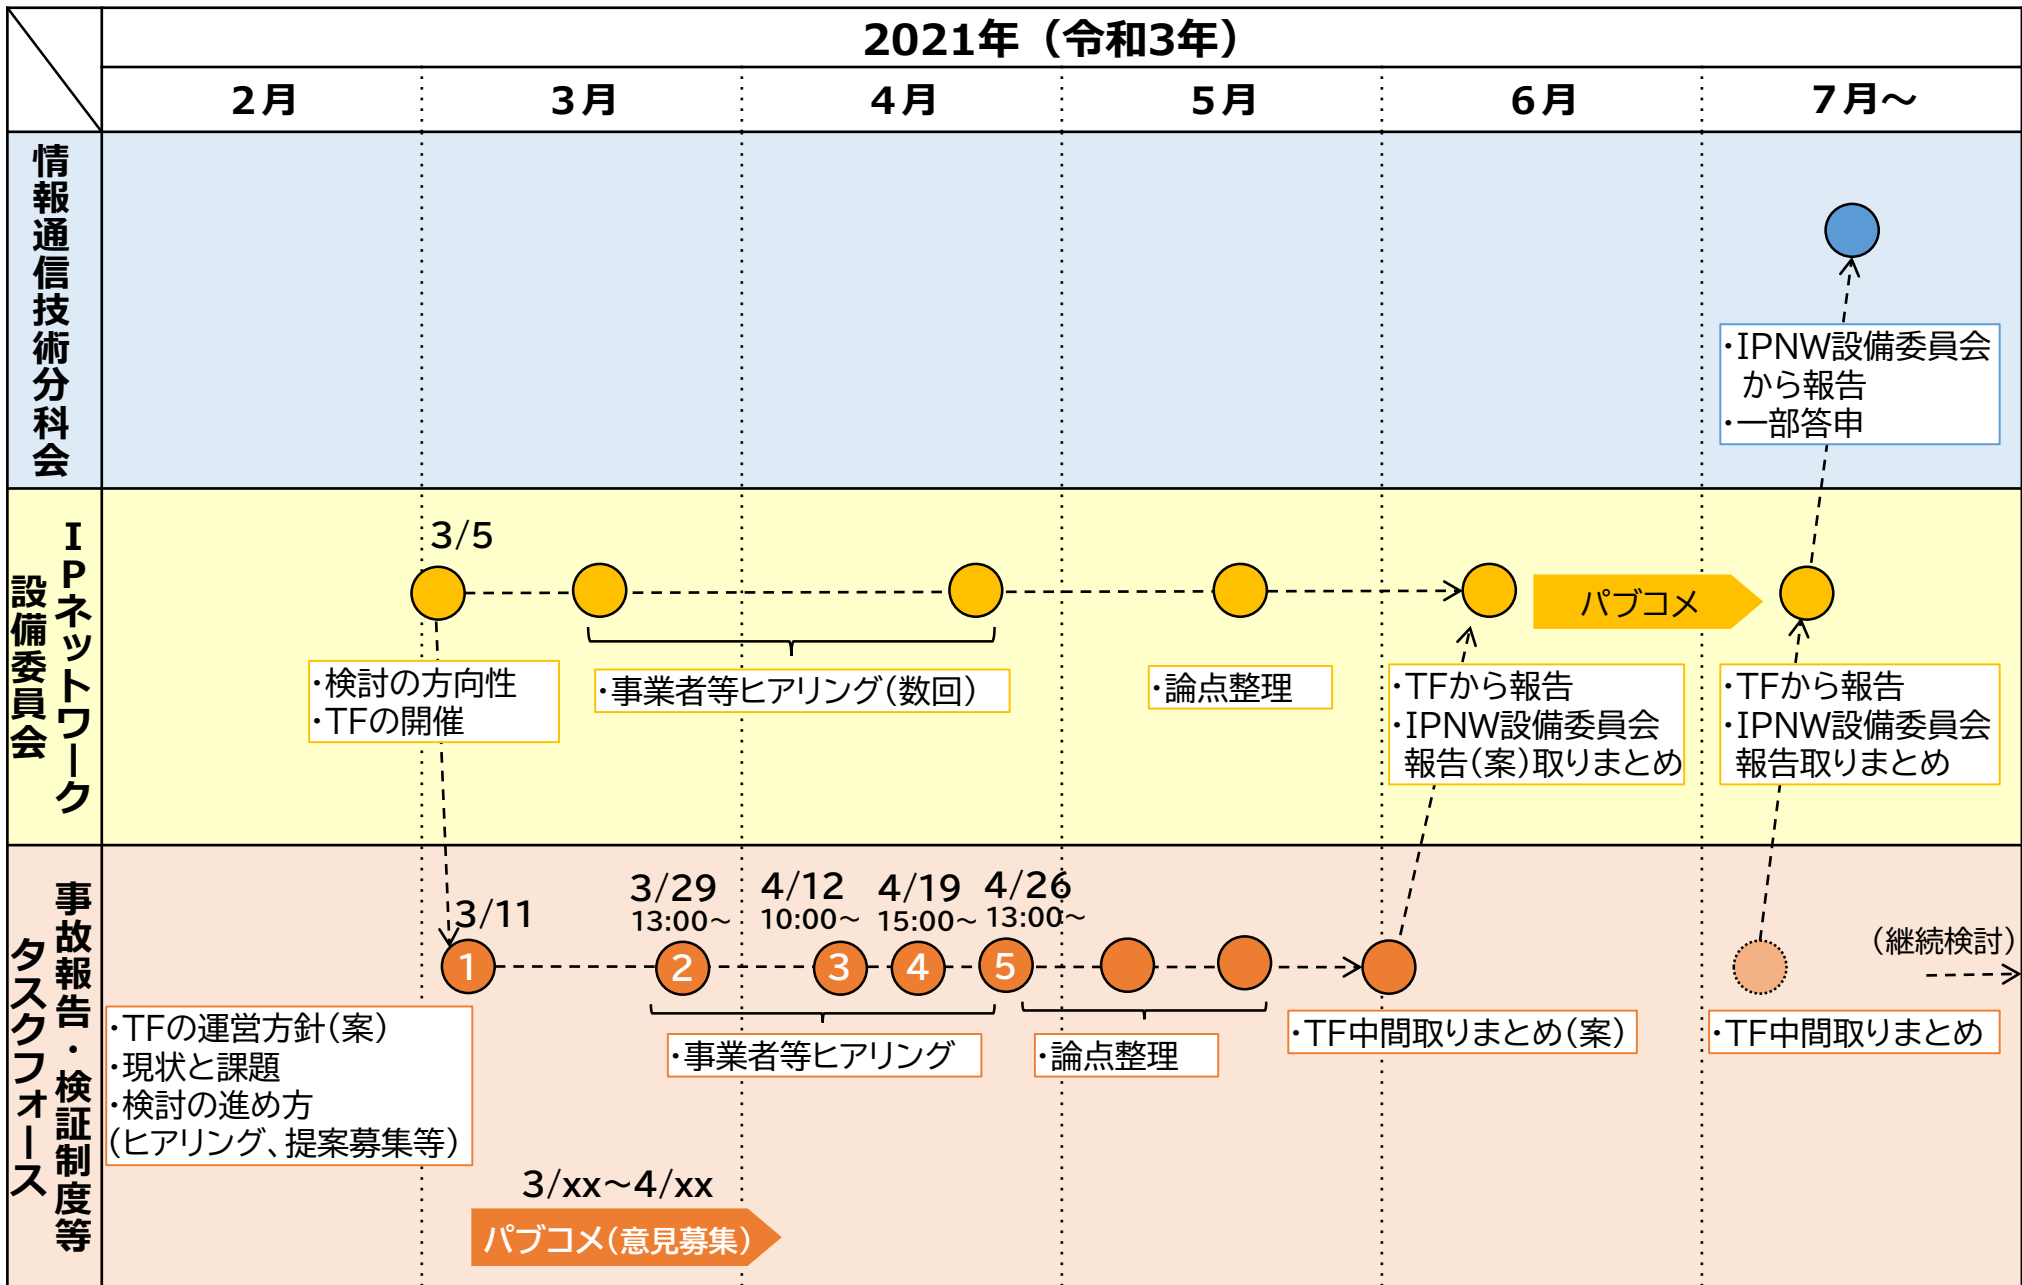 2021年（令和3年）
２月
３月
４月
５月
６月
７月～
情報通信技術分科会
・IPNW設備委員会
から報告
・一部答申
IPネットワーク
設備委員会
3/5
・検討の方向性
・TFの開催
・事業者等ヒアリング（数回）
・論点整理
・TFから報告
・IPNW設備委員会
報告（案）取りまとめ
パブコメ
・TFから報告
・IPNW設備委員会
報告取りまとめ
事故報告・検証制度等
タスクフォース
3/11
3/29
13:00～
4/12
10:00～
4/19
15:00～
4/26
13:00～
1
2
3
4
5
（継続検討）
・TFの運営方針（案）
・現状と課題
・検討の進め方
（ヒアリング、提案募集等）
・事業者等ヒアリング
・論点整理
・TF中間取りまとめ（案）
・TF中間取りまとめ
3/xx～4/xx
パブコメ（意見募集）